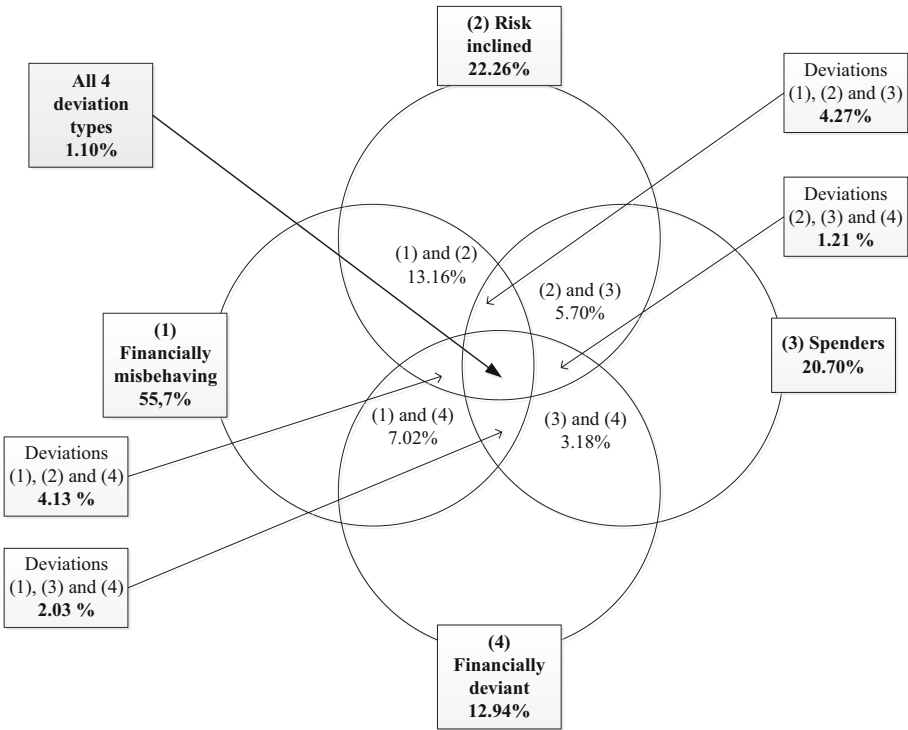 (2) Risk
inclined
22.26%
All 4
deviation
types
1.10%
Deviations
(1), (2) and (3)
4.27%
Deviations
(2), (3) and (4)
1.21 %
(1) and (2)
13.16%
(2) and (3)
5.70%
(1)
Financially
misbehaving
55,7%
(3) Spenders
20.70%
(1) and (4)
7.02%
(3) and (4)
3.18%
Deviations
(1), (2) and (4)
4.13 %
Deviations
(1), (3) and (4)
2.03 %
(4)
Financially
deviant
12.94%